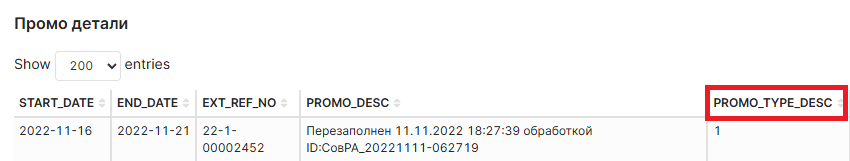 Промо детали
Show 200 entries
START_DATE END_DATE EXT_REF_NO PROMO_DESC PROMO_TYPE_DESC
2022-11-16 2022-11-21 22-1- Перезаполнен 11.11.2022 18:27:39 обработкой 1
00002452 ID:СовРА_20221111-062719